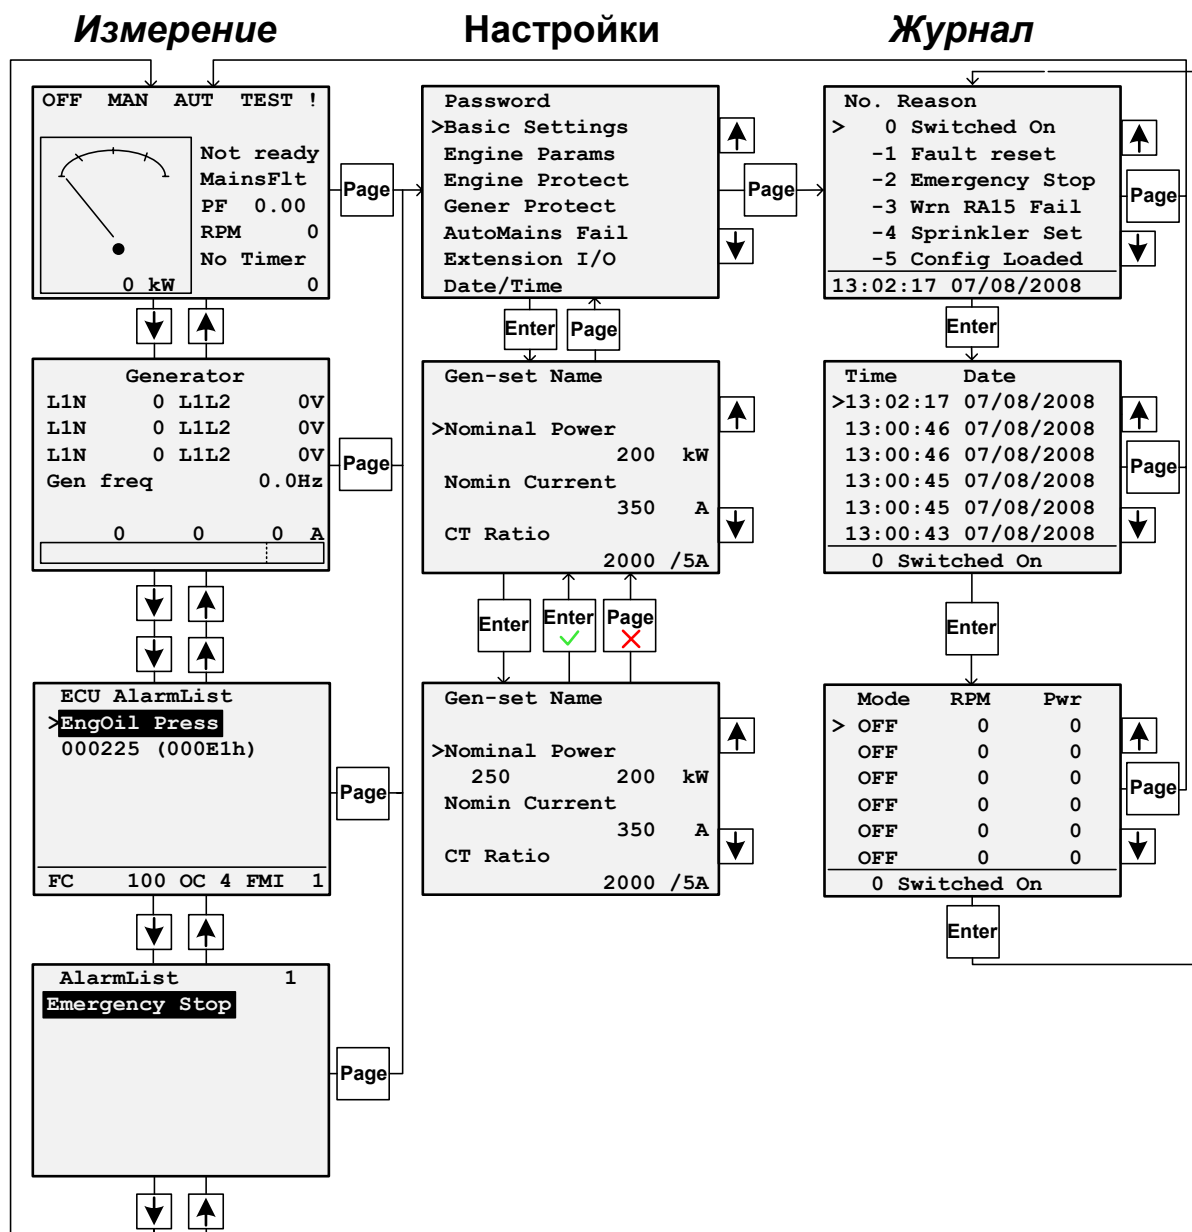 Измерение
Настройки
Журнал
OFF MAN AUT TEST !
Not ready
MainsFlt
PF 0.00
RPM 0
No Timer
0 kW 0
Page
Generator
L1N 0 L1L2 0V
L1N 0 L1L2 0V
L1N 0 L1L2 0V
Gen freq 0.0Hz
0 0 0 A
Page
ECU AlarmList
>EngOil Press
000225 (000E1h)
FC 100 OC 4 FMI 1
Page
AlarmList 1
Emergency Stop
Page
Password
>Basic Settings
Engine Params
Engine Protect
Gener Protect
AutoMains Fail
Extension I/O
Date/Time
Page
Enter
Page
Gen-set Name
>Nominal Power
200 kW
Nomin Current
350 A
CT Ratio
2000 /5A
Enter
Enter
Page
Gen-set Name
>Nominal Power
250 200 kW
Nomin Current
350 A
CT Ratio
2000 /5A
No. Reason
> 0 Switched On
-1 Fault reset
-2 Emergency Stop
-3 Wrn RA15 Fail
-4 Sprinkler Set
-5 Config Loaded
13:02:17 07/08/2008
Page
Enter
Time Date
>13:02:17 07/08/2008
13:00:46 07/08/2008
13:00:46 07/08/2008
13:00:45 07/08/2008
13:00:45 07/08/2008
13:00:43 07/08/2008
0 Switched On
Page
Enter
Mode RPM Pwr
> OFF 0 0
OFF 0 0
OFF 0 0
OFF 0 0
OFF 0 0
OFF 0 0
0 Switched On
Page
Enter